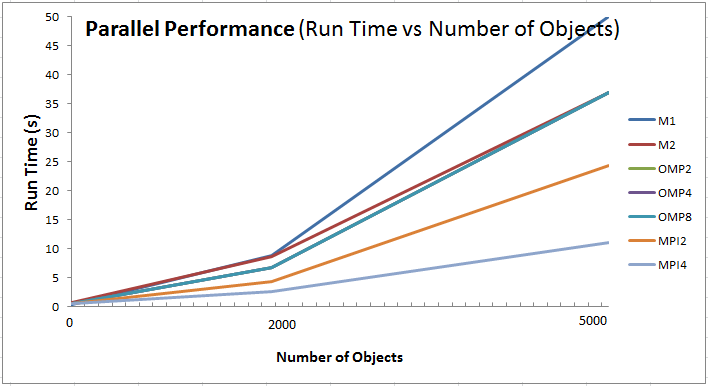 Parallel Performance (Run Time vs Number of Objects)
Run Time (s)
50
45
40
35
30
25
20
15
10
5
0
0
2000
5000
Number of Objects
M1
M2
OMP2
OMP4
OMP8
MPI2
MPI4